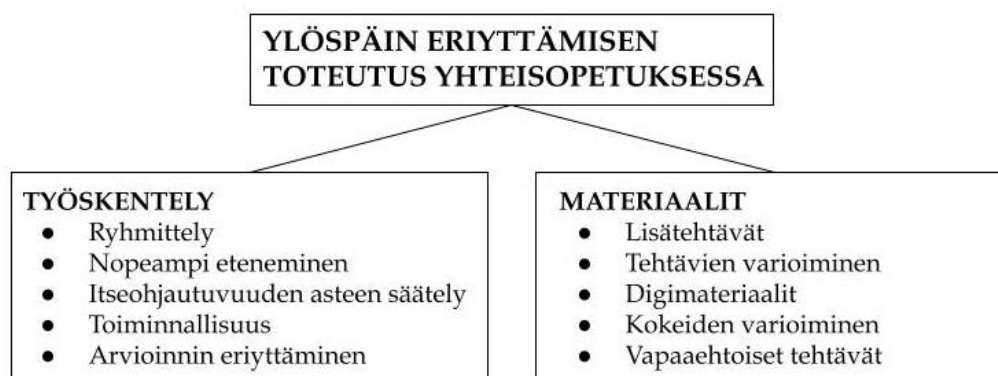 YLÖSPÄIN ERIYTTÄMISEN
TOTEUTUS YHTEISOPETUKSESSA
TYÖSKENTELY
● Ryhmittely
● Nopeampi eteneminen
● Itseohjautuvuuden asteen säätely
● Toiminnallisuus
● Arvioinnin eriyttäminen
MATERIAALIT
● Lisätehtävät
● Tehtävien varioiminen
● Digimateriaalit
● Kokeiden varioiminen
● Vapaaehtoiset tehtävät